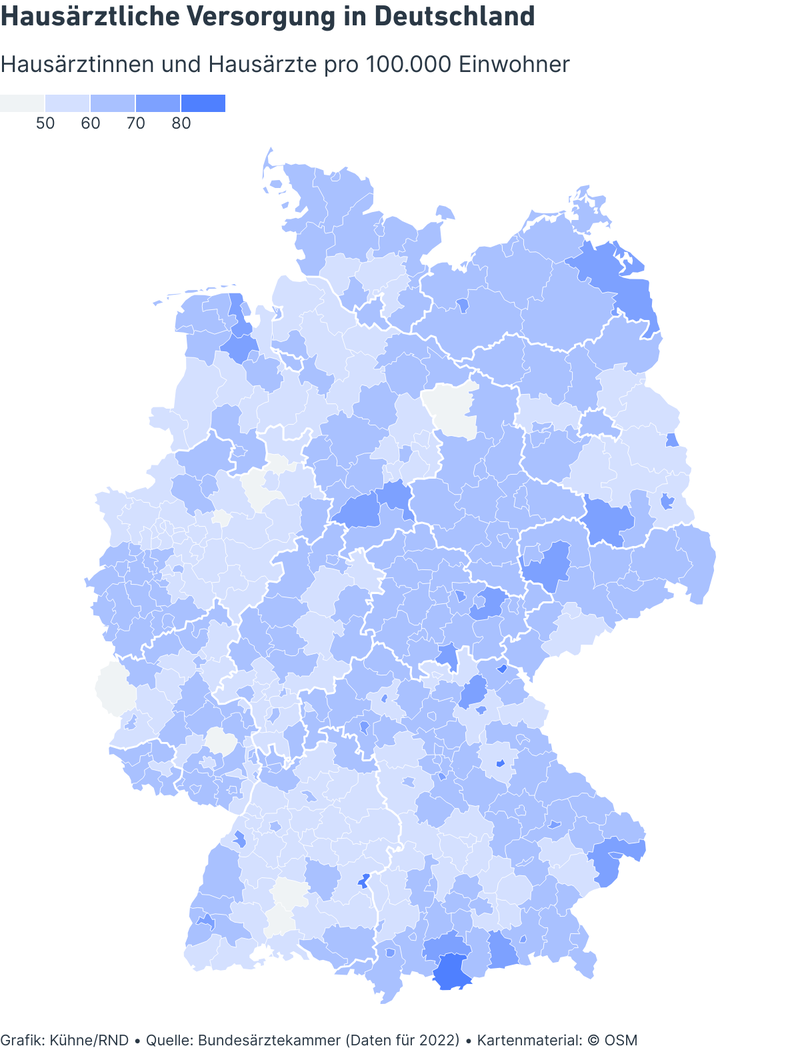 Hausärztliche Versorgung in Deutschland
Hausärztinnen und Hausärzte pro 100.000 Einwohner
50 60 70 80
Grafik: Kühne/RND • Quelle: Bundesärztekammer (Daten für 2022) • Kartenmaterial: © OSM